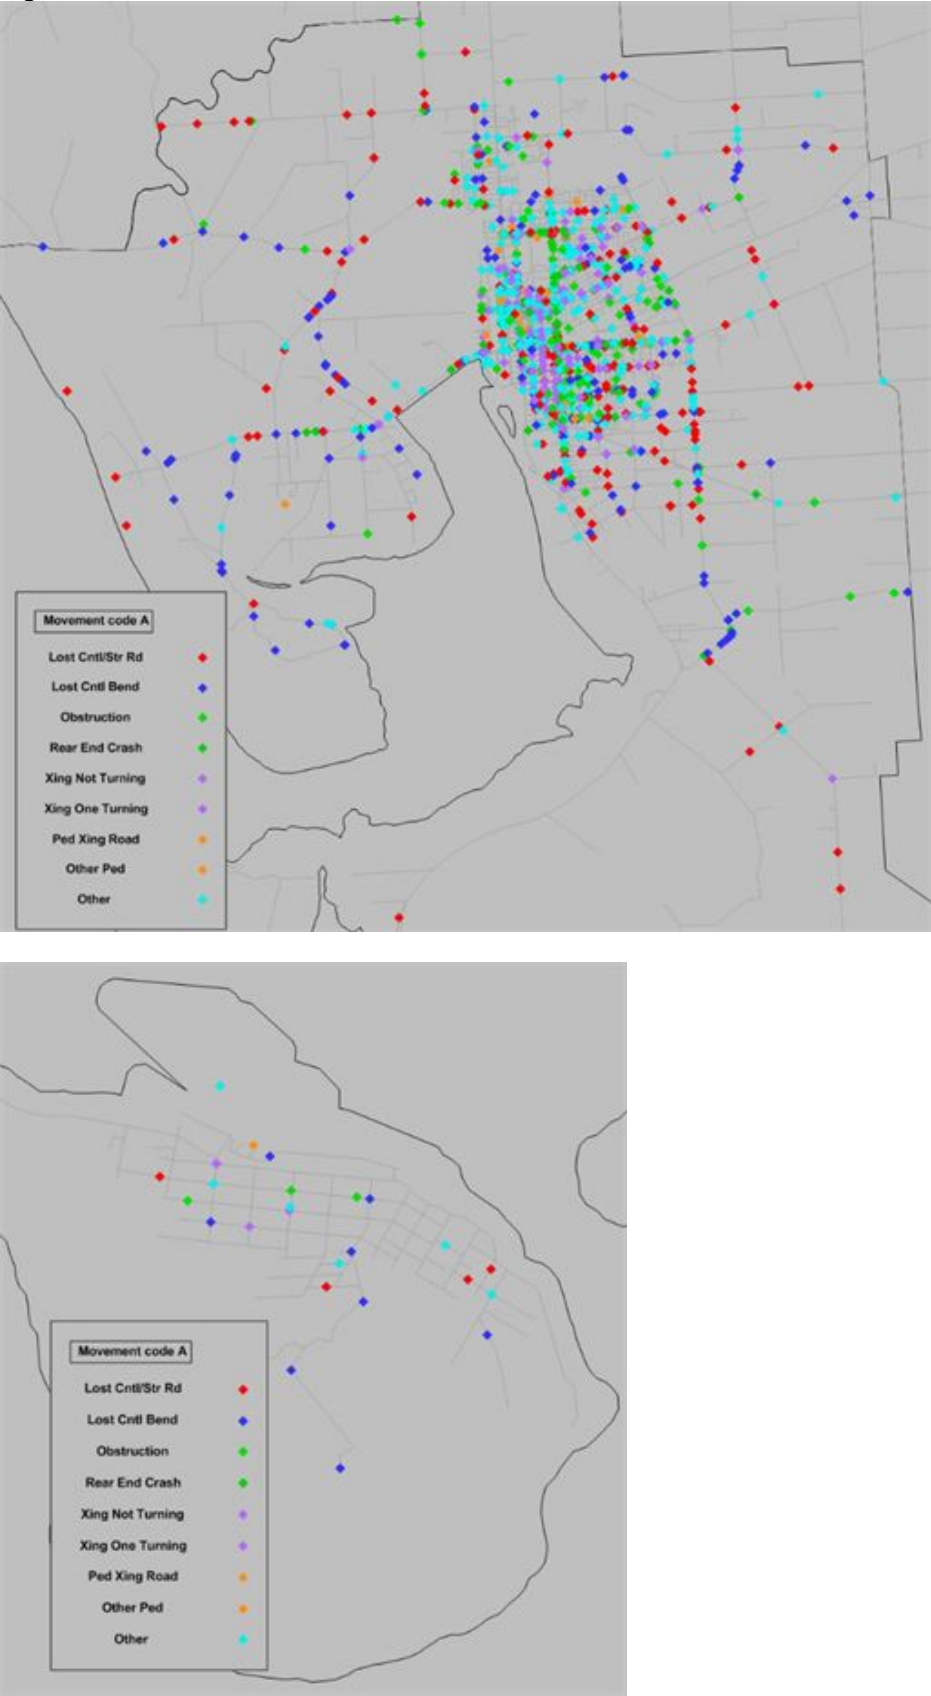 Movement code A
Lost Cntl/Str Rd
Lost Cntl Bend
Obstruction
Rear End Crash
Xing Not Turning
Xing One Turning
Ped Xing Road
Other Ped
Other
Movement code A
Lost Cntl/Str Rd
Lost Cntl Bend
Obstruction
Rear End Crash
Xing Not Turning
Xing One Turning
Ped Xing Road
Other Ped
Other